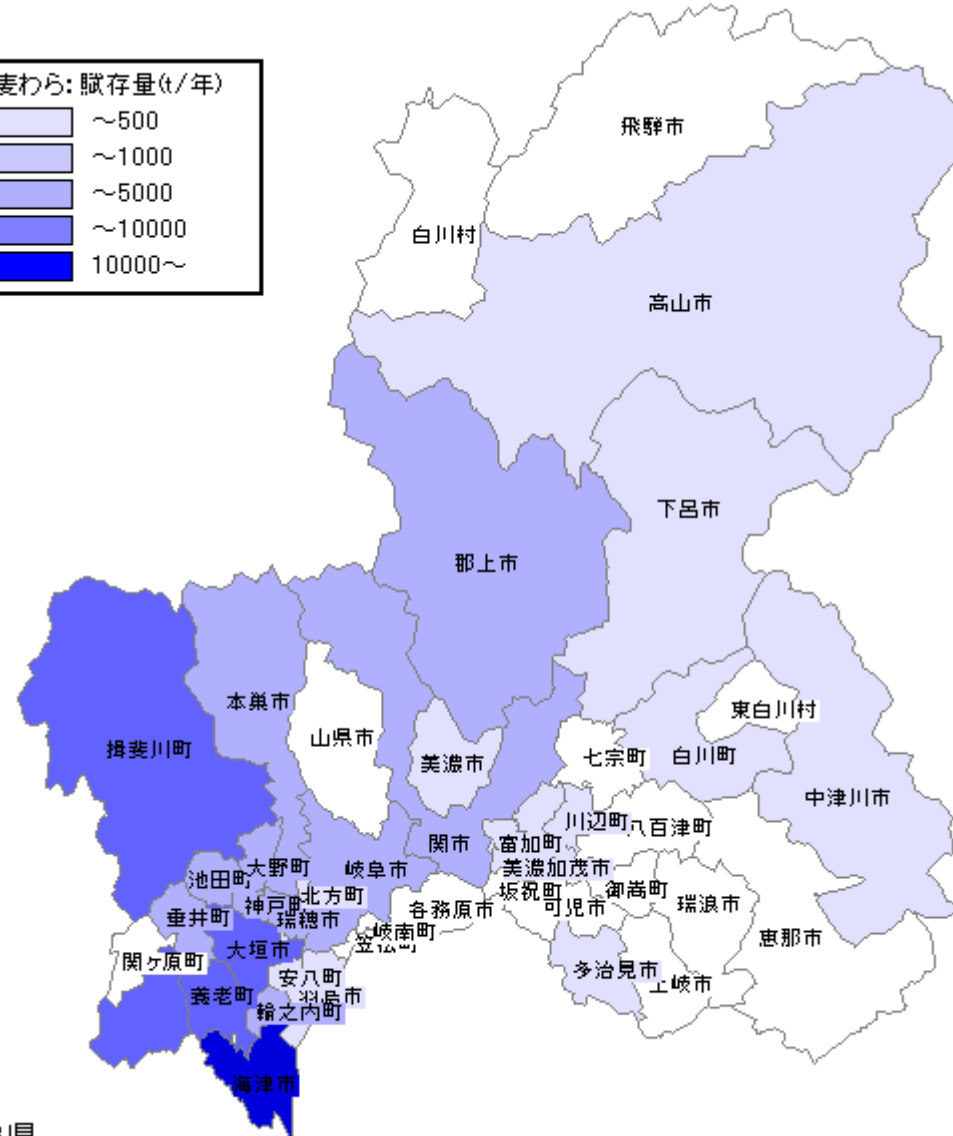 麦わら: 賦存量(t/年)
～500
～1000
～5000
～10000
10000～
飛騨市
白川村
高山市
下呂市
郡上市
本巣市
山県市
東白川村
揖斐川町
美濃市
七宗町
白川町
中津川市
川辺町
八百津町
関市
富加町
大野町
岐阜市
美濃加茂市
池田町
北方町
坂祝町
御嵩町
神戸町
各務原市
可児市
瑞浪市
垂井町
瑞穂市
岐南町
笠松町
恵那市
大垣市
関ヶ原町
安八町
多治見市
土岐市
養老町
羽島市
輪之内町
海津市